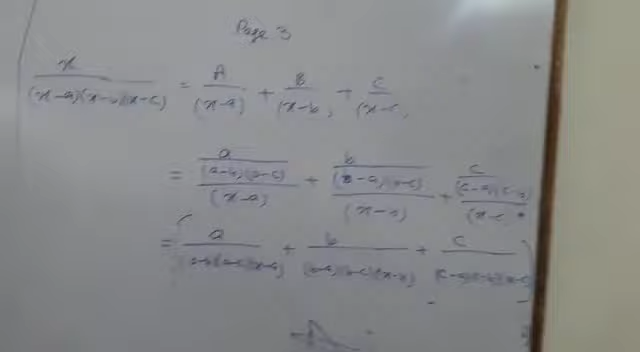 Page 3
x/((x-a)(x-b)(x-c)) = A/(x-a) + B/(x-b) + C/(x-c)
= (a/((a-b)(a-c)))/(x-a) + (b/((b-a)(b-c)))/(x-b) + (c/((c-a)(c-b)))/(x-c)
= a/((a-b)(a-c)(x-a)) + b/((b-a)(b-c)(x-b)) + c/((c-a)(c-b)(x-c))